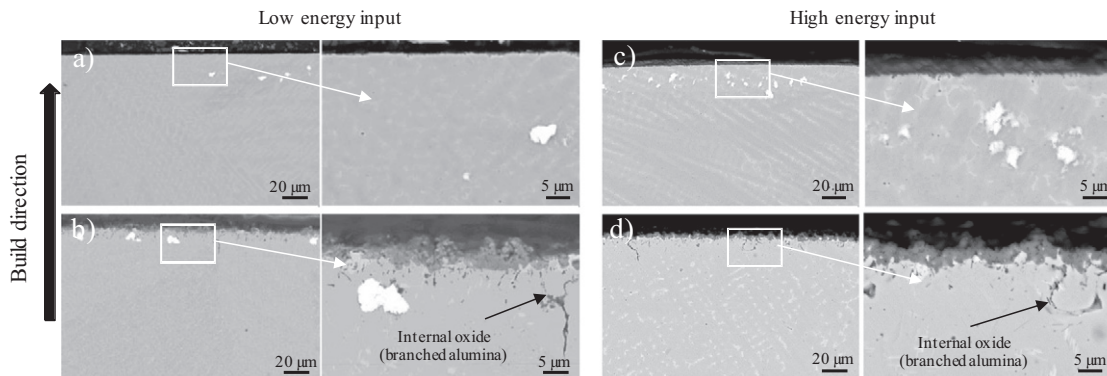 Low energy input
High energy input
Build direction
a)
20 μm
5 μm
c)
20 μm
5 μm
b)
Internal oxide
(branched alumina)
20 μm
5 μm
d)
Internal oxide
(branched alumina)
20 μm
5 μm